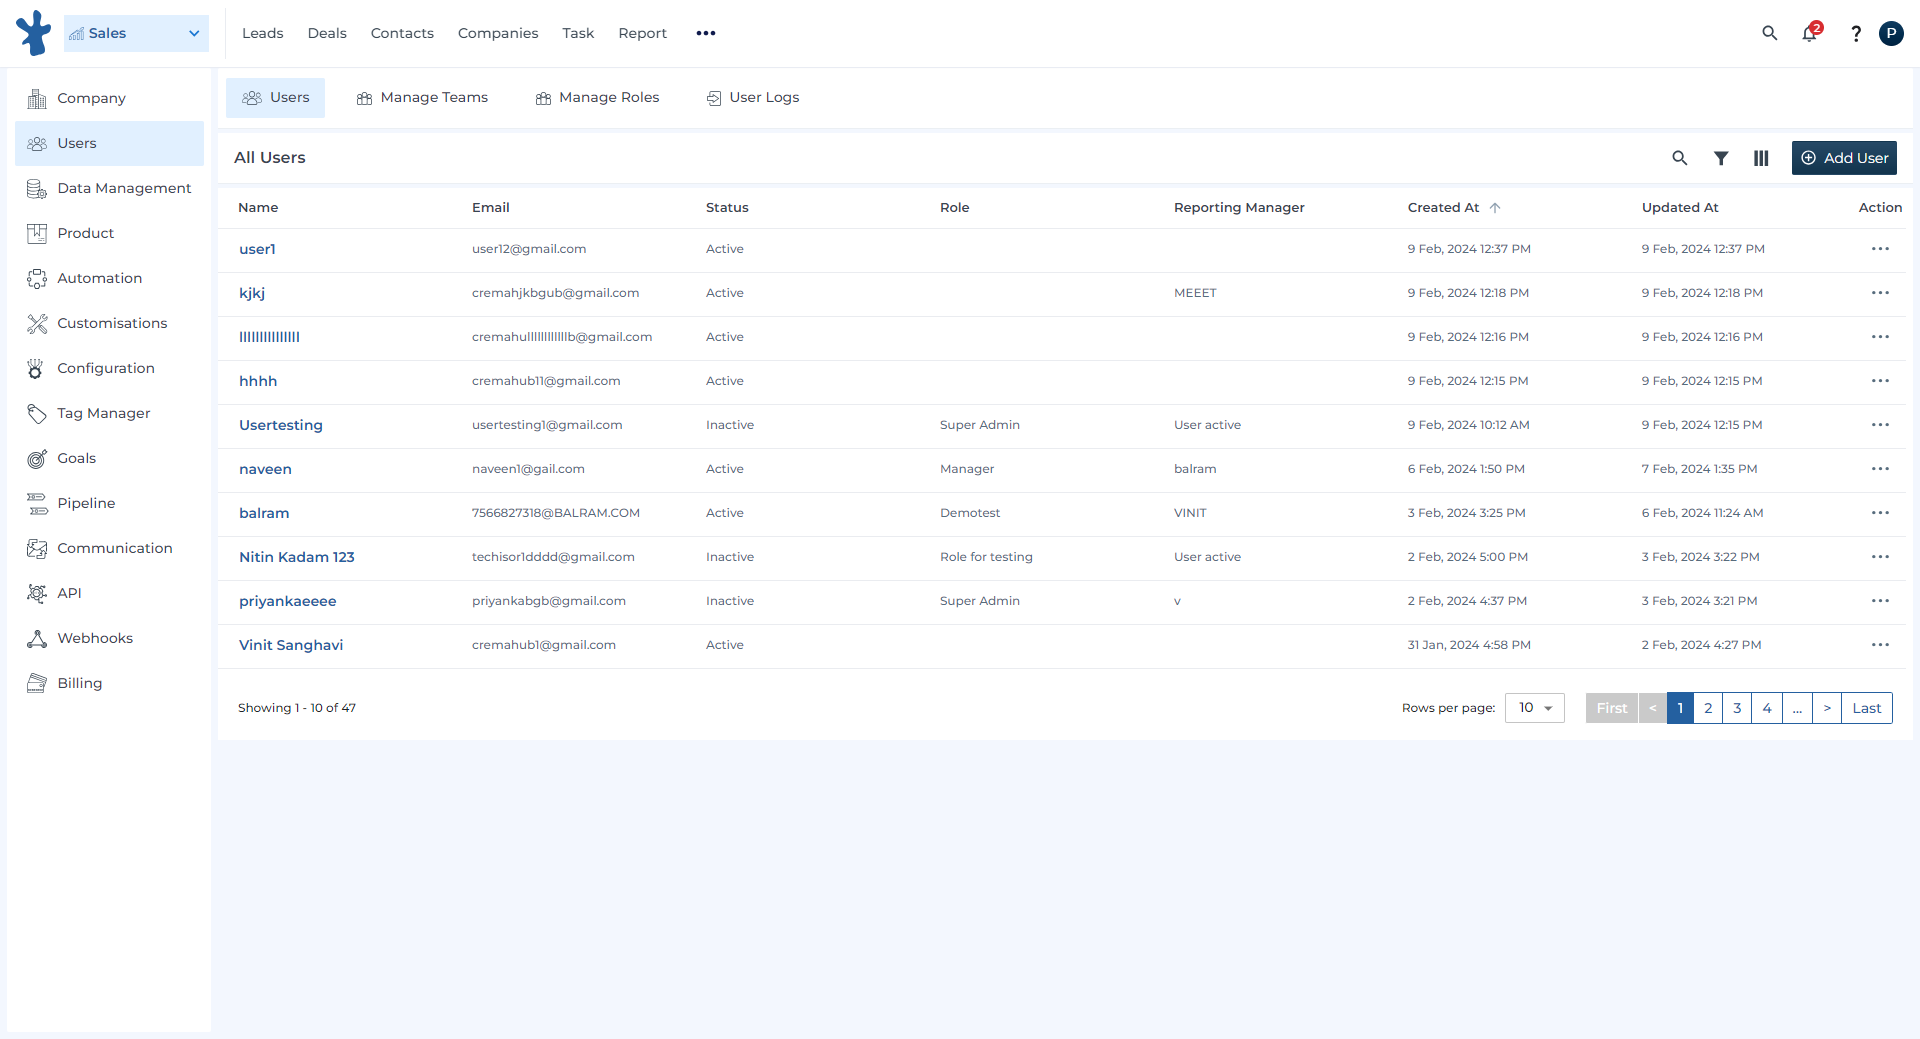 Sales Leads Deals Contacts Companies Task Report ••• 2 ? P
Company
Users
Data Management
Product
Automation
Customisations
Configuration
Tag Manager
Goals
Pipeline
Communication
API
Webhooks
Billing
Users Manage Teams Manage Roles User Logs
All Users Add User
Name Email Status Role Reporting Manager Created At Updated At Action
user1 user12@gmail.com Active 9 Feb, 2024 12:37 PM 9 Feb, 2024 12:37 PM
kjkj cremahjkbgub@gmail.com Active MEEET 9 Feb, 2024 12:18 PM 9 Feb, 2024 12:18 PM
Active 9 Feb, 2024 12:16 PM 9 Feb, 2024 12:16 PM
hhhh cremahub11@gmail.com Active 9 Feb, 2024 12:15 PM 9 Feb, 2024 12:15 PM
Usertesting usertesting1@gmail.com Inactive Super Admin User active 9 Feb, 2024 10:12 AM 9 Feb, 2024 12:15 PM
naveen naveen1@gail.com Active Manager balram 6 Feb, 2024 1:50 PM 7 Feb, 2024 1:35 PM
balram 7566827318@BALRAM.COM Active Demotest VINIT 3 Feb, 2024 3:25 PM 6 Feb, 2024 11:24 AM
Nitin Kadam 123 techisor1dddd@gmail.com Inactive Role for testing User active 2 Feb, 2024 5:00 PM 3 Feb, 2024 3:22 PM
priyankaeeee priyankabgb@gmail.com Inactive Super Admin v 2 Feb, 2024 4:37 PM 3 Feb, 2024 3:21 PM
Vinit Sanghavi cremahub1@gmail.com Active 31 Jan, 2024 4:58 PM 2 Feb, 2024 4:27 PM
Showing 1 - 10 of 47 Rows per page: 10 First < 1 2 3 4 ... > Last